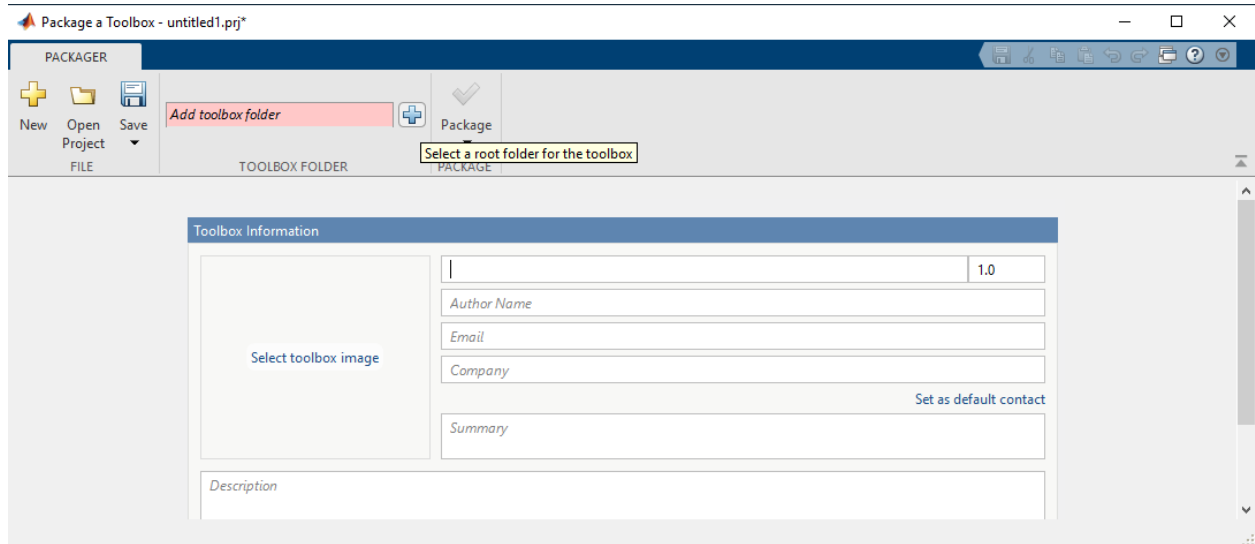 Package a Toolbox - untitled1.prj*
PACKAGER
New
Open
Project
Save
Add toolbox folder
Package
Select a root folder for the toolbox
FILE
TOOLBOX FOLDER
PACKAGE
Toolbox Information
1.0
Author Name
Email
Select toolbox image
Company
Set as default contact
Summary
Description